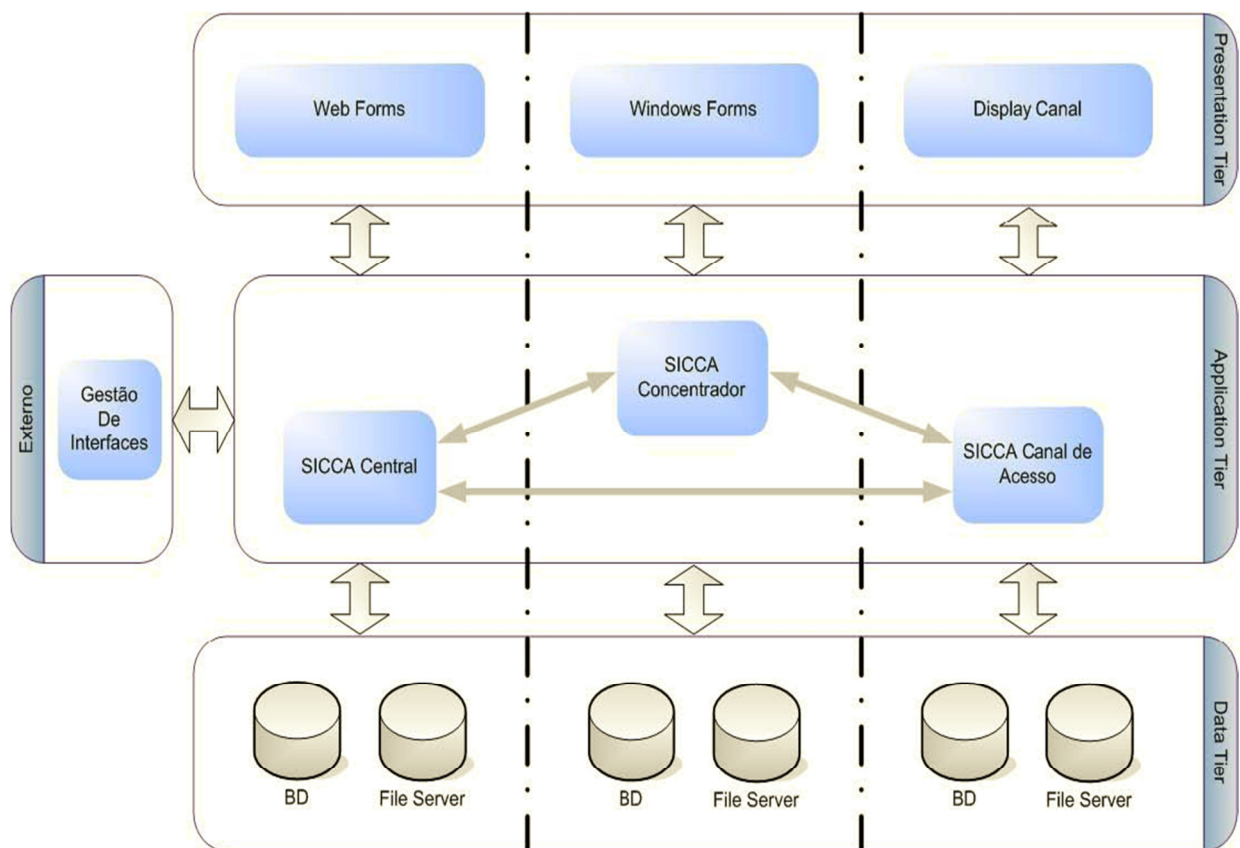 Web Forms
Windows Forms
Display Canal
Presentation Tier
Externo
Gestão
De
Interfaces
SICCA Central
SICCA
Concentrador
SICCA Canal de
Acesso
Application Tier
BD
File Server
BD
File Server
BD
File Server
Data Tier